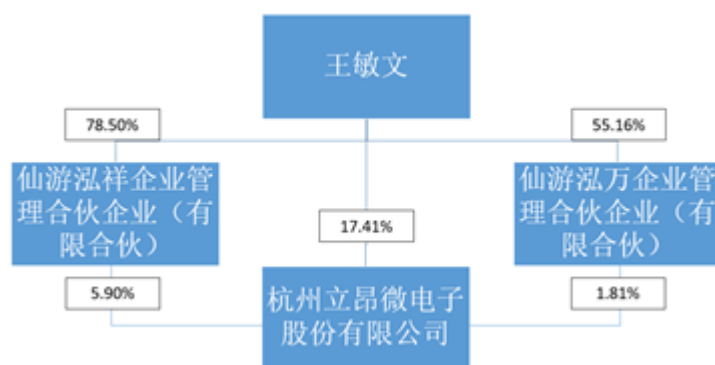 王敏文
78.50%
55.16%
仙游泓祥企业管
理合伙企业（有
限合伙）
仙游泓万企业管
理合伙企业（有
限合伙）
17.41%
5.90%
杭州立昂微电子
股份有限公司
1.81%